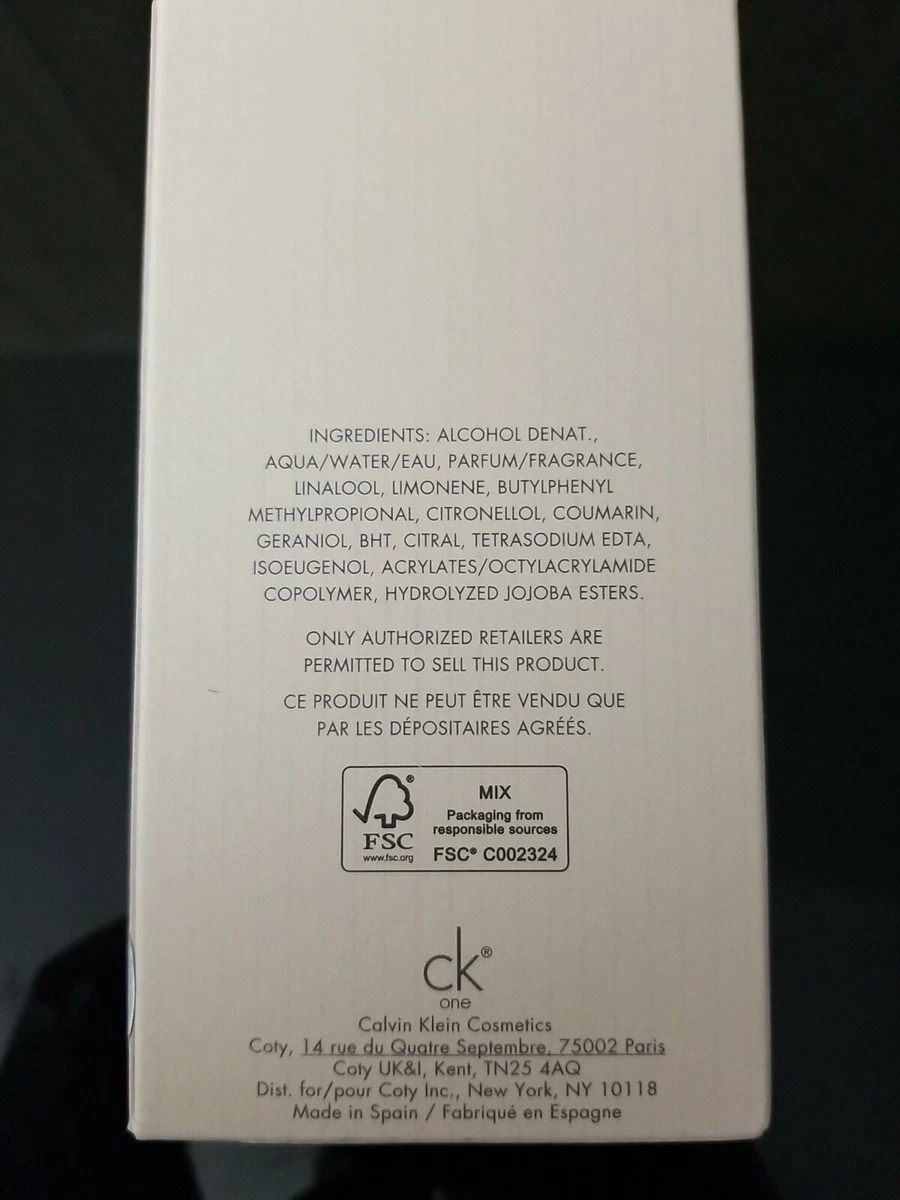 INGREDIENTS: ALCOHOL DENAT.,
AQUA/WATER/EAU, PARFUM/FRAGRANCE,
LINALOOL, LIMONENE, BUTYLPHENYL
METHYLPROPIONAL, CITRONELLOL, COUMARIN,
GERANIOL, BHT, CITRAL, TETRASODIUM EDTA,
ISOEUGENOL, ACRYLATES/OCTYLACRYLAMIDE
COPOLYMER, HYDROLYZED JOJOBA ESTERS.
ONLY AUTHORIZED RETAILERS ARE
PERMITTED TO SELL THIS PRODUCT.
CE PRODUIT NE PEUT ÊTRE VENDU QUE
PAR LES DÉPOSITAIRES AGRÉÉS.
®
FSC
www.fsc.org
MIX
Packaging from
responsible sources
FSC® C002324
ck®
one
Calvin Klein Cosmetics
Coty, 14 rue du Quatre Septembre, 75002 Paris
Coty UK&I, Kent, TN25 4AQ
Dist. for/pour Coty Inc., New York, NY 10118
Made in Spain / Fabriqué en Espagne